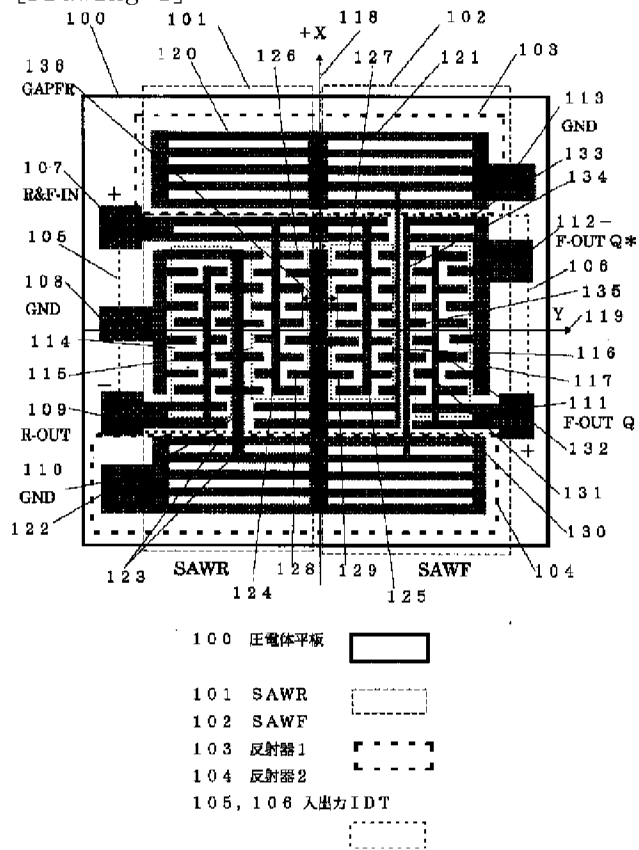 [Drawing 1]
100 101 118 102
+X
120 126 127 121 103
136
GAPFR
113
GND
107
133
134
R&F-IN
+
112 −
F-OUT Q*
105
106
108
135
GND
Y 119
114
116
115
117
−
109
111
R-OUT
F-OUT Q
132
110
+
131
GND
122
130
123
SAWR
128 129
SAWF
104
124
125
100 圧電体平板
101 SAWR
102 SAWF
103 反射器1
104 反射器2
105, 106 入出力IDT